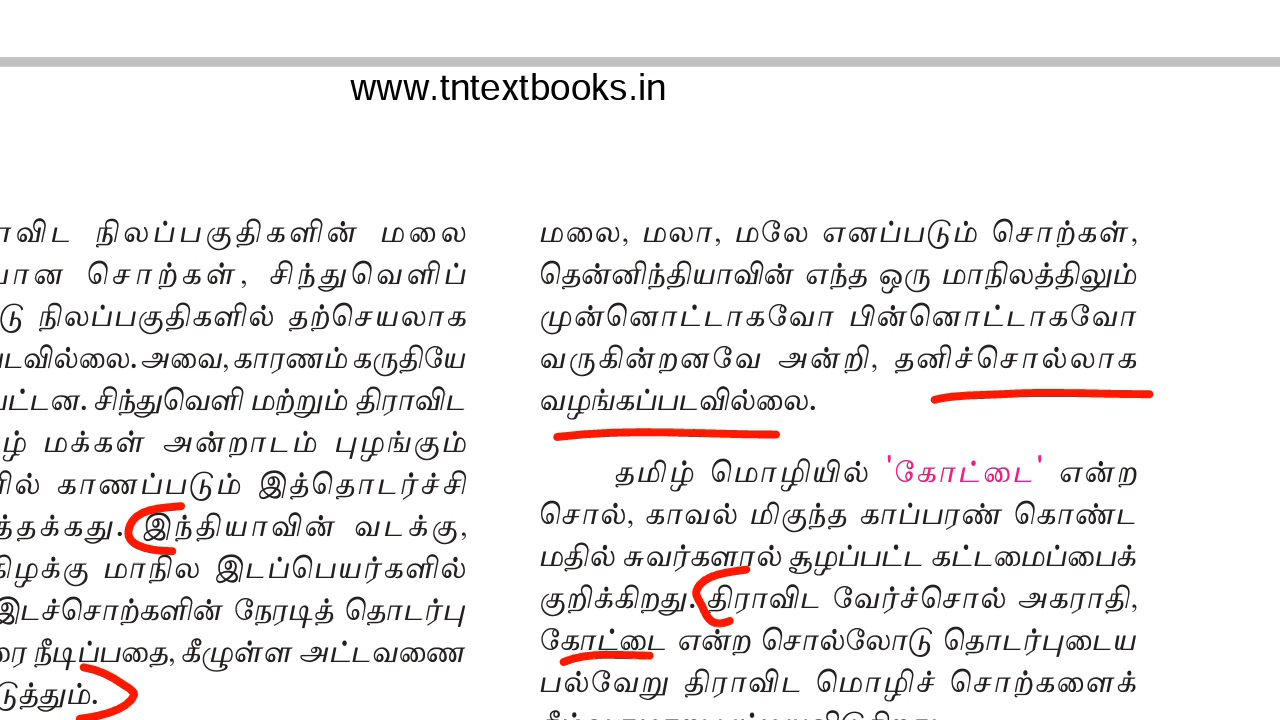 www.tntextbooks.in
நிலப்பகுதிகளின் மலை
சொற்கள், சிந்துவெளிப்
நிலப்பகுதிகளில் தற்செயலாக
அவை, காரணம் கருதியே
சிந்துவெளி மற்றும் திராவிட
மக்கள் அன்றாடம் புழங்கும்
காணப்படும் இத்தொடர்ச்சி
இந்தியாவின் வடக்கு,
மாநில இடப்பெயர்களில்
இடச்சொற்களின் நேரடித் தொடர்பு
நீடிப்பதை, கீழுள்ள அட்டவணை
மலை, மலா, மலே எனப்படும் சொற்கள்,
தென்னிந்தியாவின் எந்த ஒரு மாநிலத்திலும்
முன்னொட்டாகவோ பின்னொட்டாகவோ
வருகின்றனவே அன்றி, தனிச்சொல்லாக
வழங்கப்படவில்லை.
தமிழ் மொழியில் 'கோட்டை' என்ற
சொல், காவல் மிகுந்த காப்பரண் கொண்ட
மதில் சுவர்களால் சூழப்பட்ட கட்டமைப்பைக்
குறிக்கிறது. திராவிட வேர்ச்சொல் அகராதி,
கோட்டை என்ற சொல்லோடு தொடர்புடைய
பல்வேறு திராவிட மொழிச் சொற்களைக்